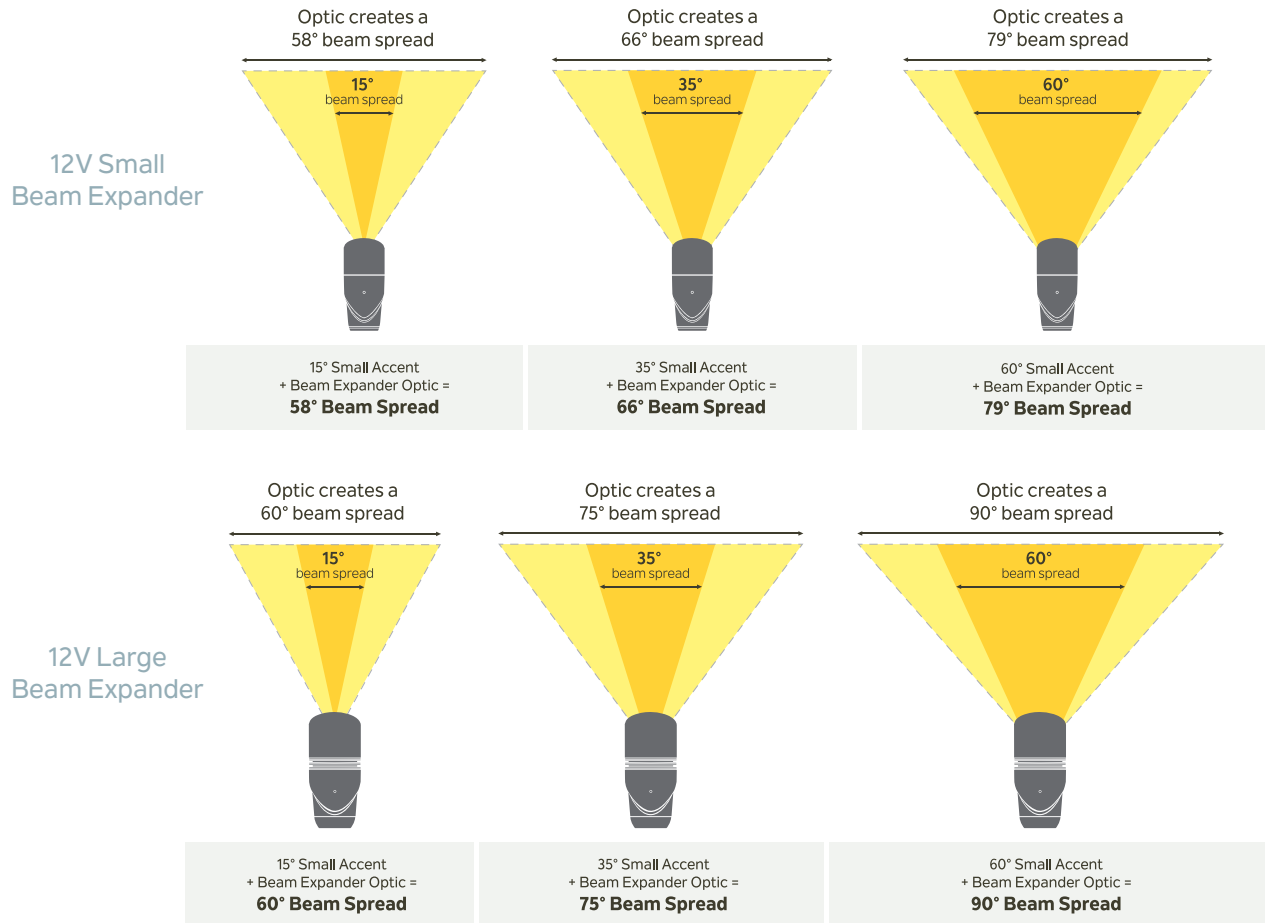 Optic creates a
58° beam spread
Optic creates a
66° beam spread
Optic creates a
79° beam spread
15°
beam spread
35°
beam spread
60°
beam spread
12V Small
Beam Expander
15° Small Accent
+ Beam Expander Optic =
58° Beam Spread
35° Small Accent
+ Beam Expander Optic =
66° Beam Spread
60° Small Accent
+ Beam Expander Optic =
79° Beam Spread
Optic creates a
60° beam spread
Optic creates a
75° beam spread
Optic creates a
90° beam spread
15°
beam spread
35°
beam spread
60°
beam spread
12V Large
Beam Expander
15° Small Accent
+ Beam Expander Optic =
60° Beam Spread
35° Small Accent
+ Beam Expander Optic =
75° Beam Spread
60° Small Accent
+ Beam Expander Optic =
90° Beam Spread